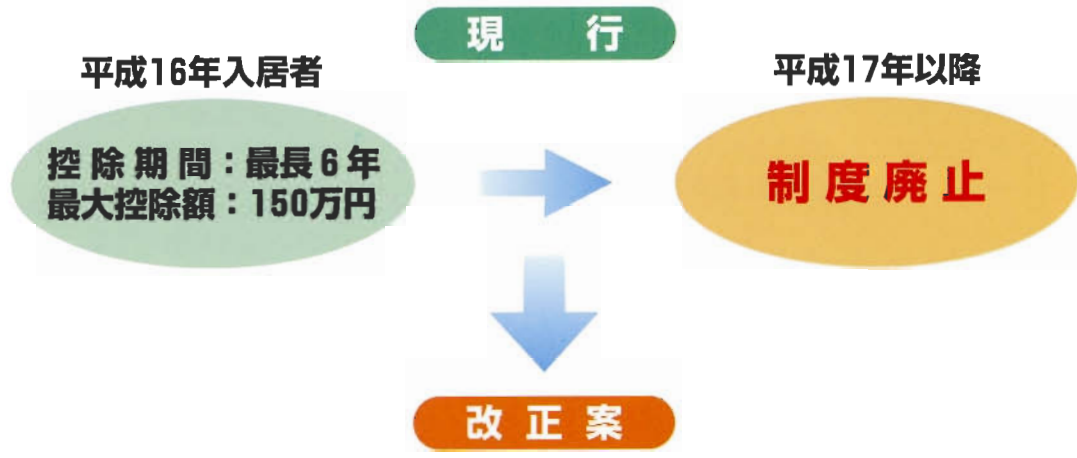 現行
平成16年入居者
控除期間：最長6年
最大控除額：150万円
平成17年以降
制度廃止
改正案